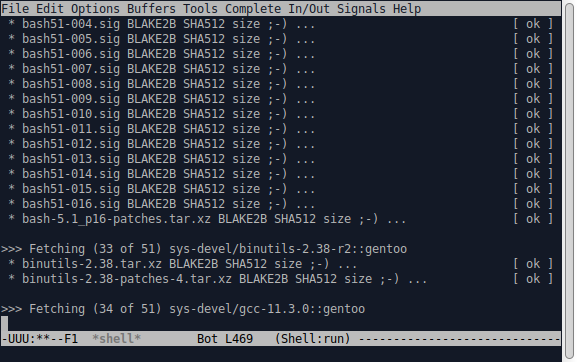 File Edit Options Buffers Tools Complete In/Out Signals Help
* bash51-004.sig BLAKE2B SHA512 size ;-) ... [ ok ]
* bash51-005.sig BLAKE2B SHA512 size ;-) ... [ ok ]
* bash51-006.sig BLAKE2B SHA512 size ;-) ... [ ok ]
* bash51-007.sig BLAKE2B SHA512 size ;-) ... [ ok ]
* bash51-008.sig BLAKE2B SHA512 size ;-) ... [ ok ]
* bash51-009.sig BLAKE2B SHA512 size ;-) ... [ ok ]
* bash51-010.sig BLAKE2B SHA512 size ;-) ... [ ok ]
* bash51-011.sig BLAKE2B SHA512 size ;-) ... [ ok ]
* bash51-012.sig BLAKE2B SHA512 size ;-) ... [ ok ]
* bash51-013.sig BLAKE2B SHA512 size ;-) ... [ ok ]
* bash51-014.sig BLAKE2B SHA512 size ;-) ... [ ok ]
* bash51-015.sig BLAKE2B SHA512 size ;-) ... [ ok ]
* bash51-016.sig BLAKE2B SHA512 size ;-) ... [ ok ]
* bash-5.1_p16-patches.tar.xz BLAKE2B SHA512 size ;-) ... [ ok ]
>>> Fetching (33 of 51) sys-devel/binutils-2.38-r2::gentoo
* binutils-2.38.tar.xz BLAKE2B SHA512 size ;-) ... [ ok ]
* binutils-2.38-patches-4.tar.xz BLAKE2B SHA512 size ;-) ... [ ok ]
>>> Fetching (34 of 51) sys-devel/gcc-11.3.0::gentoo
-UUU:**--F1 *shell* Bot L469 (Shell:run) -----------------------------